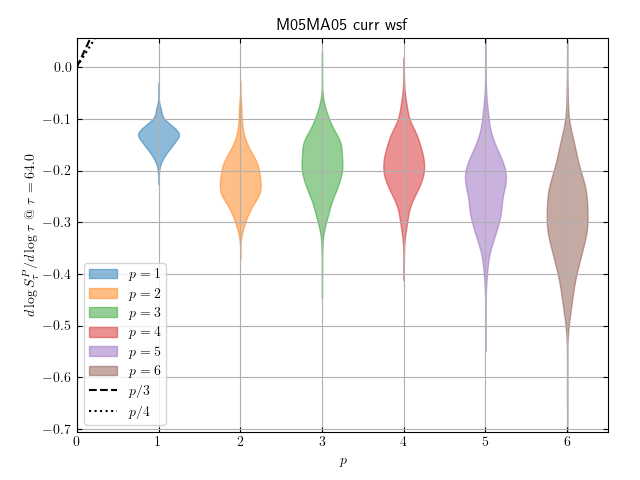 M05MA05 curr wsf
d log S_τ^P / d log τ @ τ = 64.0
0.0
−0.1
−0.2
−0.3
−0.4
−0.5
−0.6
−0.7
p = 1
p = 2
p = 3
p = 4
p = 5
p = 6
p/3
p/4
0 1 2 3 4 5 6
p